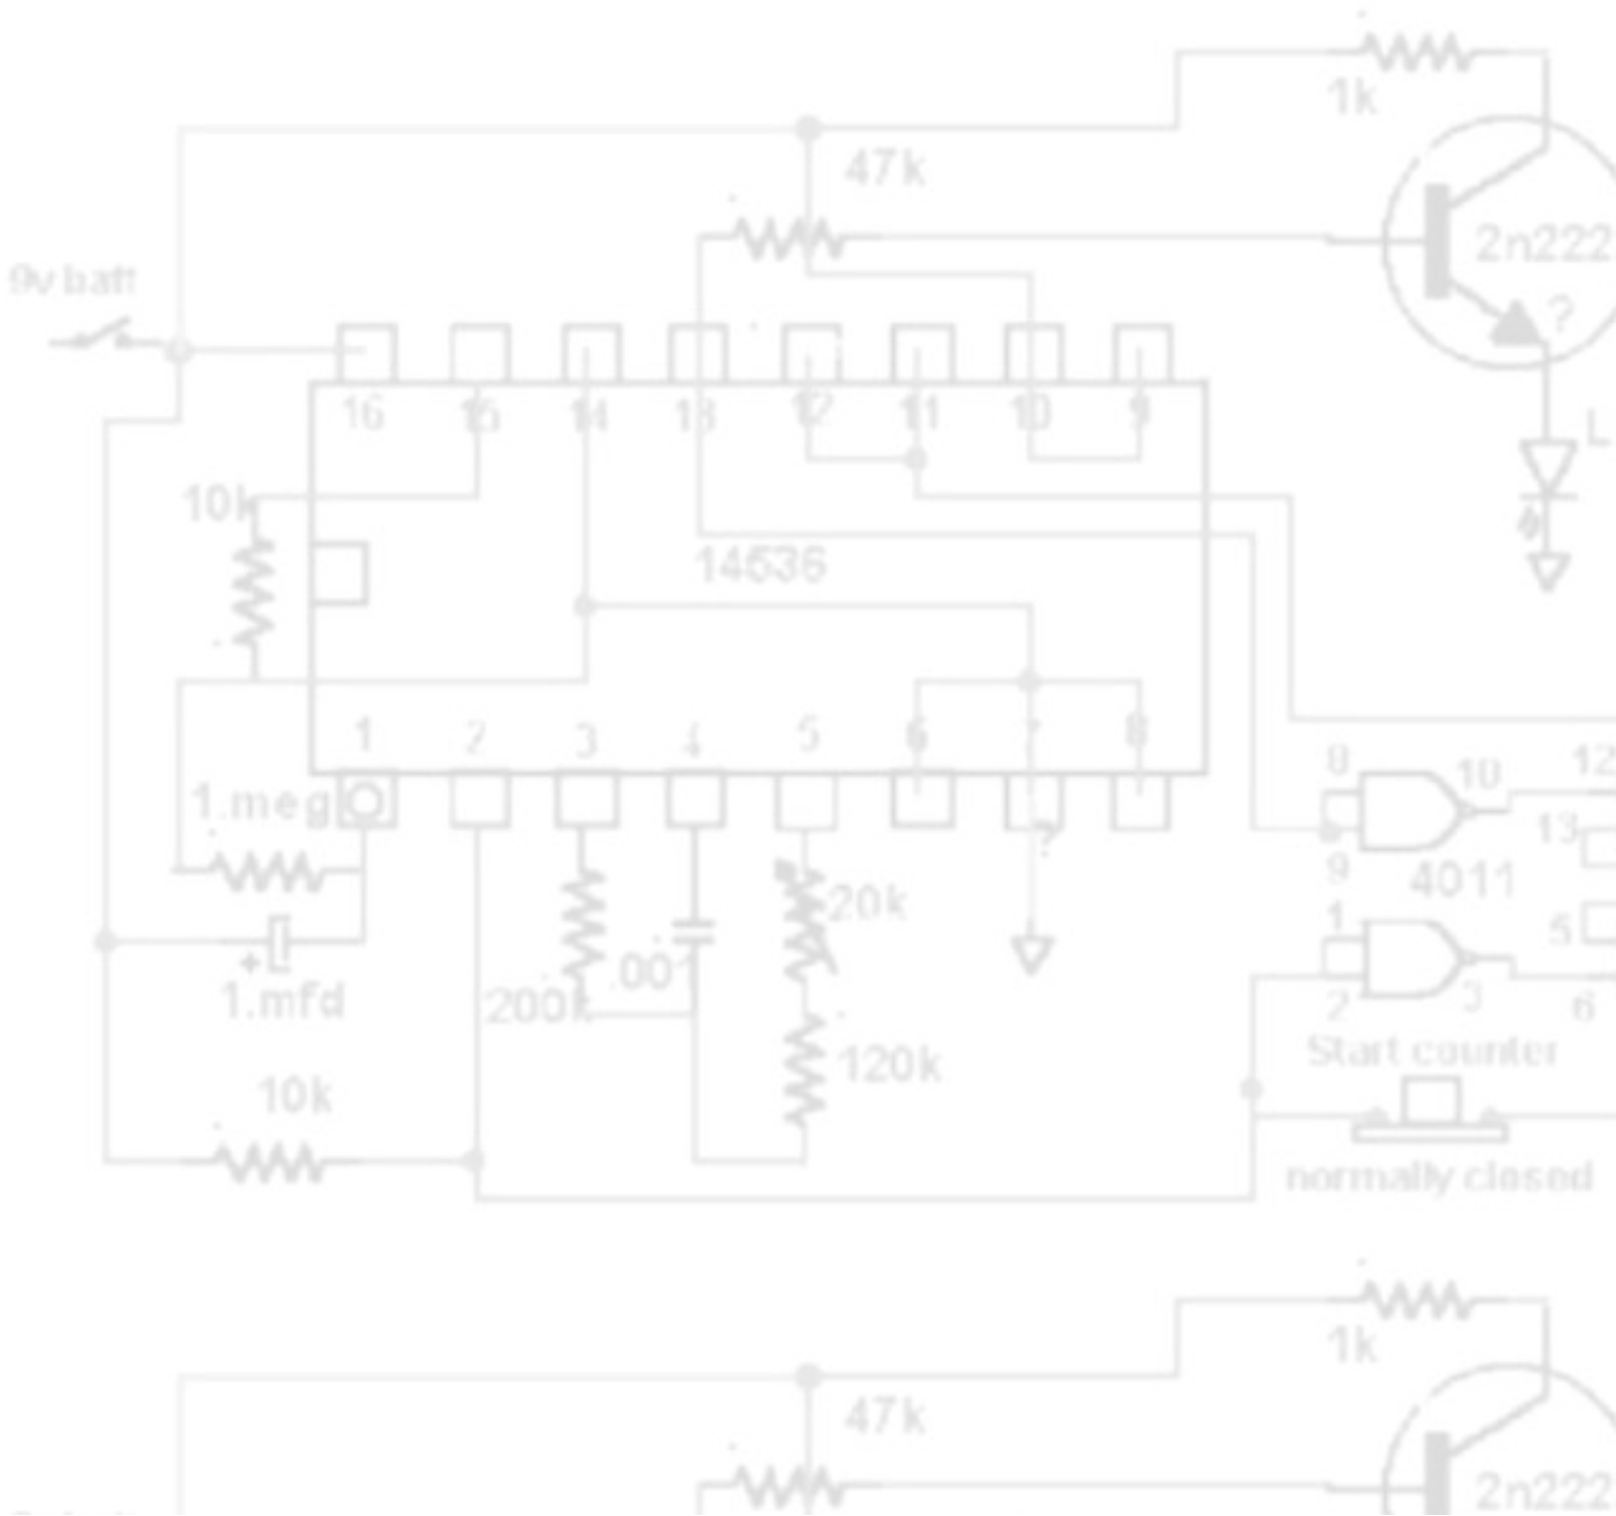 1k
47k
2n222
9v batt
?
L
16 15 14 13 12 11 10 9
10k
14536
1 2 3 4 5 6 7 8
8 10 12
1.meg
13
9 4011
20k
1 5
.001
1.mfd 200k 2 3 6
Start counter
120k
10k
normally closed
1k
47k
2n222